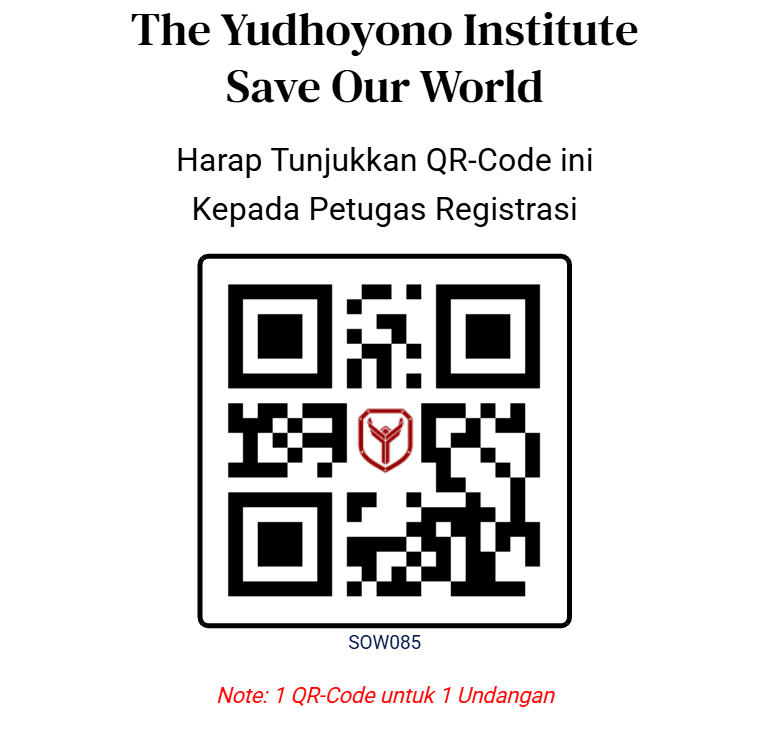 The Yudhoyono Institute
Save Our World
Harap Tunjukkan QR-Code ini
Kepada Petugas Registrasi
SOW085
Note: 1 QR-Code untuk 1 Undangan